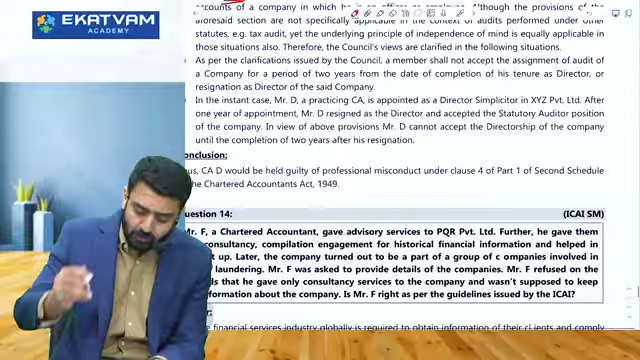 EKATVAM
ACADEMY
accounts of a company in which he is an officer or employee. Although the provisions of the
aforesaid section are not specifically applicable in the context of audits performed under other
statutes, e.g. tax audit, yet the underlying principle of independence of mind is equally applicable in
those situations also. Therefore, the Council's views are clarified in the following situations.
As per the clarifications issued by the Council, a member shall not accept the assignment of audit of
a Company for a period of two years from the date of completion of his tenure as Director, or
resignation as Director of the said Company.
In the instant case, Mr. D, a practicing CA, is appointed as a Director Simplicitor in XYZ Pvt. Ltd. After
one year of appointment, Mr. D resigned as the Director and accepted the Statutory Auditor position
of the company. In view of above provisions Mr. D cannot accept the Directorship of the company
until the completion of two years after his resignation.
onclusion:
us, CA D would be held guilty of professional misconduct under clause 4 of Part 1 of Second Schedule
the Chartered Accountants Act, 1949.
uestion 14: (ICAI SM)
Mr. F, a Chartered Accountant, gave advisory services to PQR Pvt. Ltd. Further, he gave them
consultancy, compilation engagement for historical financial information and helped in
t up. Later, the company turned out to be a part of a group of c ompanies involved in
laundering. Mr. F was asked to provide details of the companies. Mr. F refused on the
ds that he gave only consultancy services to the company and wasn't supposed to keep
nformation about the company. Is Mr. F right as per the guidelines issued by the ICAI?
financial services industry globally is required to obtain information of their clients and comply